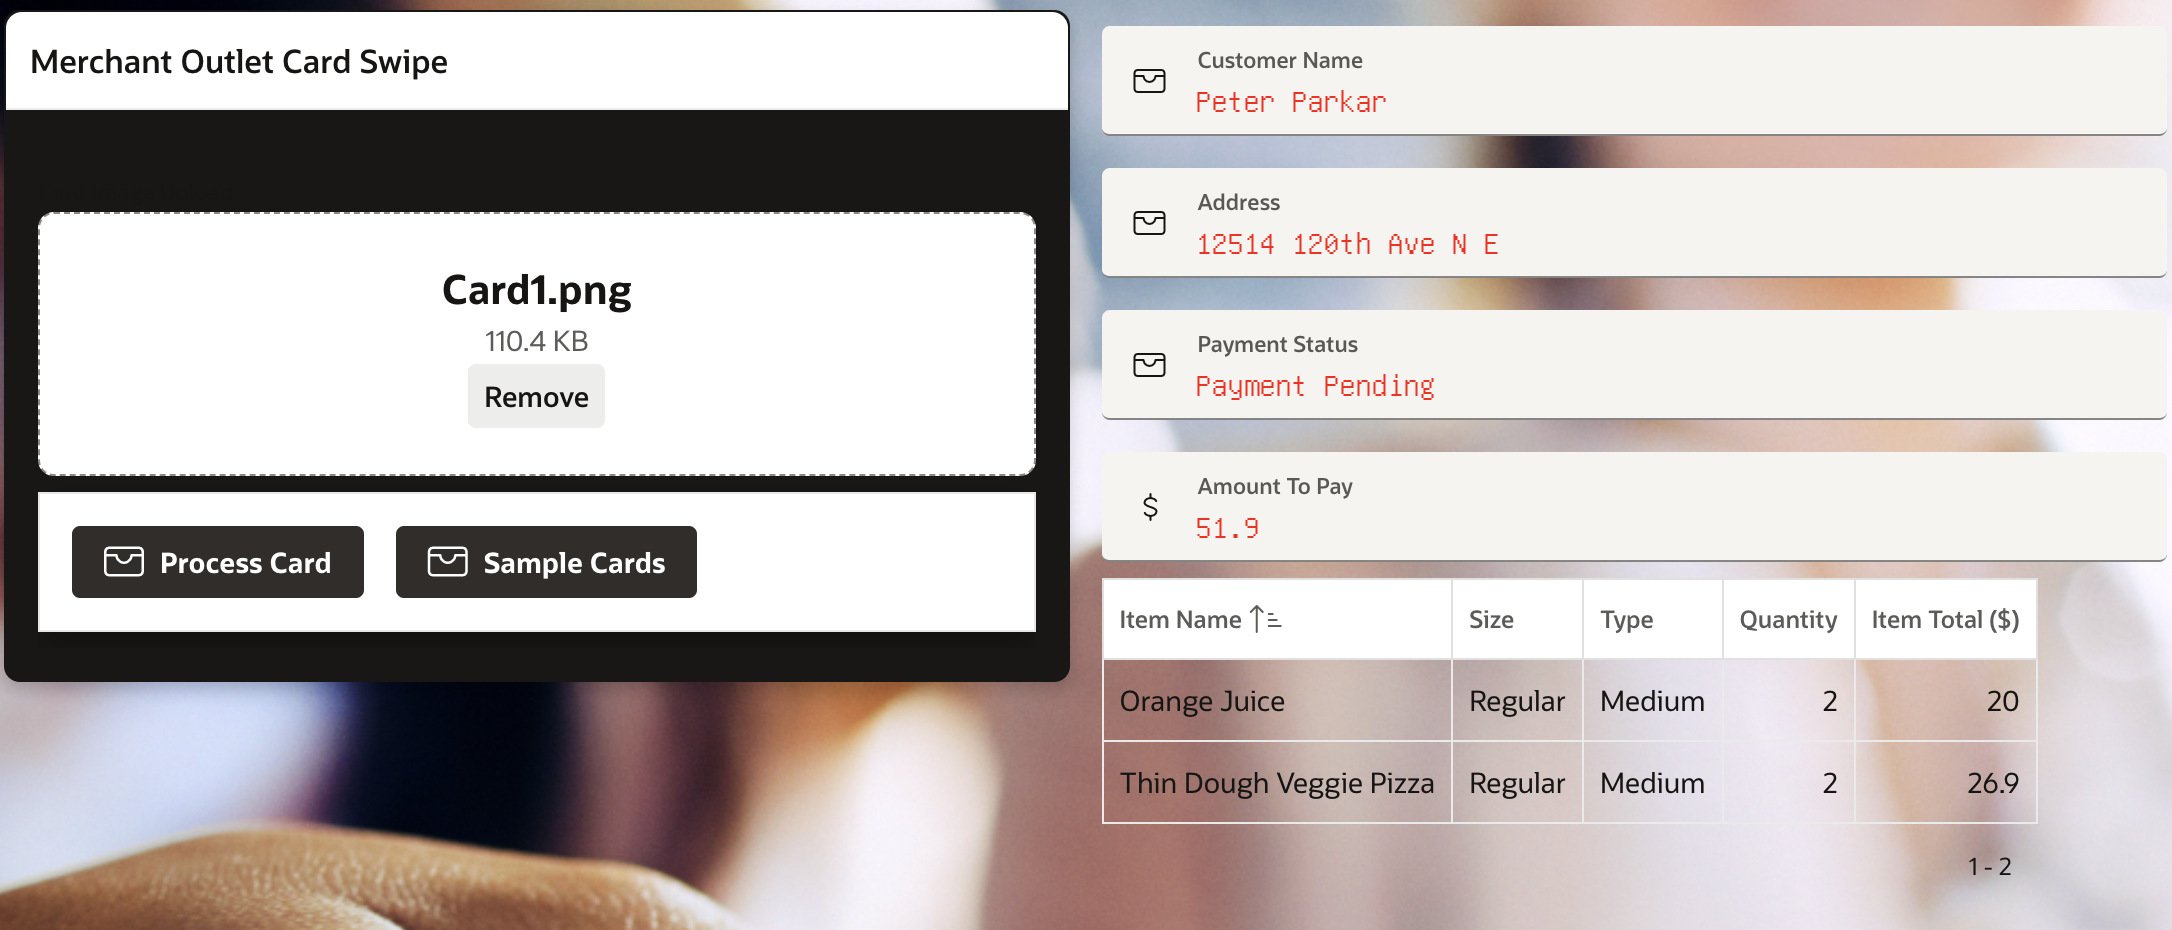 Merchant Outlet Card Swipe
Card1.png
110.4 KB
Remove
Process Card
Sample Cards
Customer Name
Peter Parkar
Address
12514 120th Ave N E
Payment Status
Payment Pending
Amount To Pay
$ 51.9
Item Name Size Type Quantity Item Total ($)
Orange Juice Regular Medium 2 20
Thin Dough Veggie Pizza Regular Medium 2 26.9
1 - 2